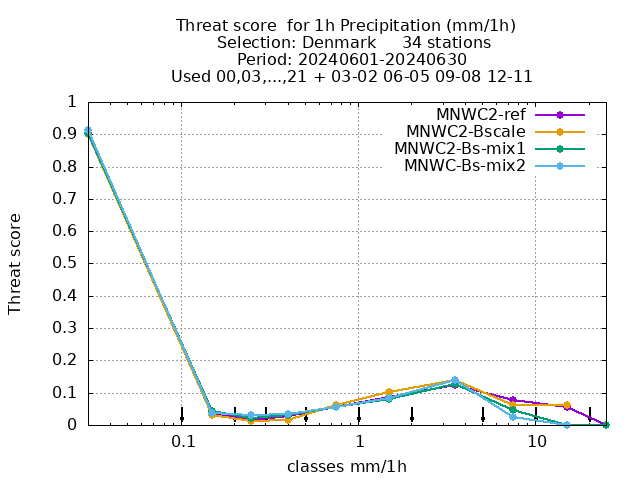 Threat score  for 1h Precipitation (mm/1h)
Selection: Denmark     34 stations
Period: 20240601-20240630
Used 00,03,...,21 + 03-02 06-05 09-08 12-11
MNWC2-ref
MNWC2-Bscale
MNWC2-Bs-mix1
MNWC-Bs-mix2
Threat score
1
0.9
0.8
0.7
0.6
0.5
0.4
0.3
0.2
0.1
0
0.1 1 10
classes mm/1h